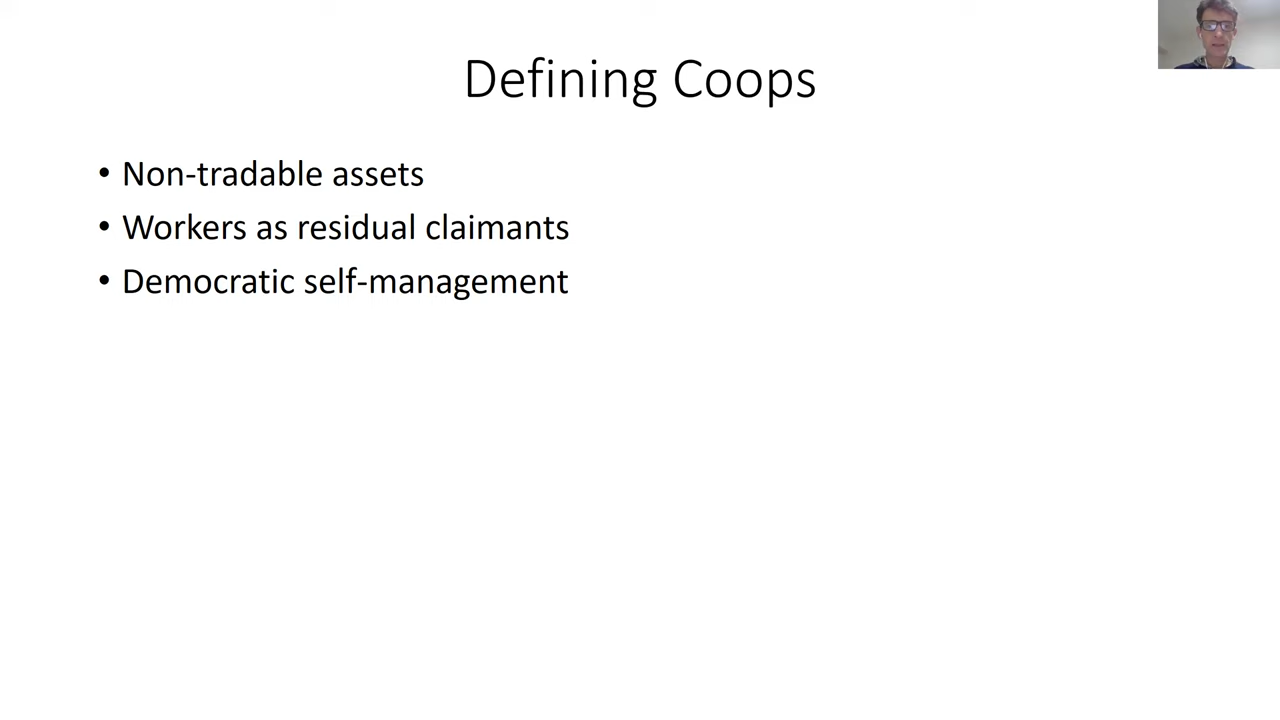 Defining Coops
• Non-tradable assets
• Workers as residual claimants
• Democratic self-management